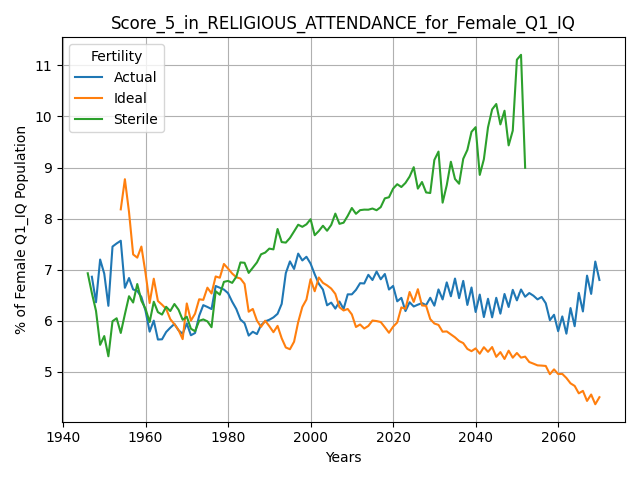 Score_5_in_RELIGIOUS_ATTENDANCE_for_Female_Q1_IQ
Fertility
Actual
Ideal
Sterile
% of Female Q1_IQ Population
11
10
9
8
7
6
5
1940
1960
1980
2000
2020
2040
2060
Years